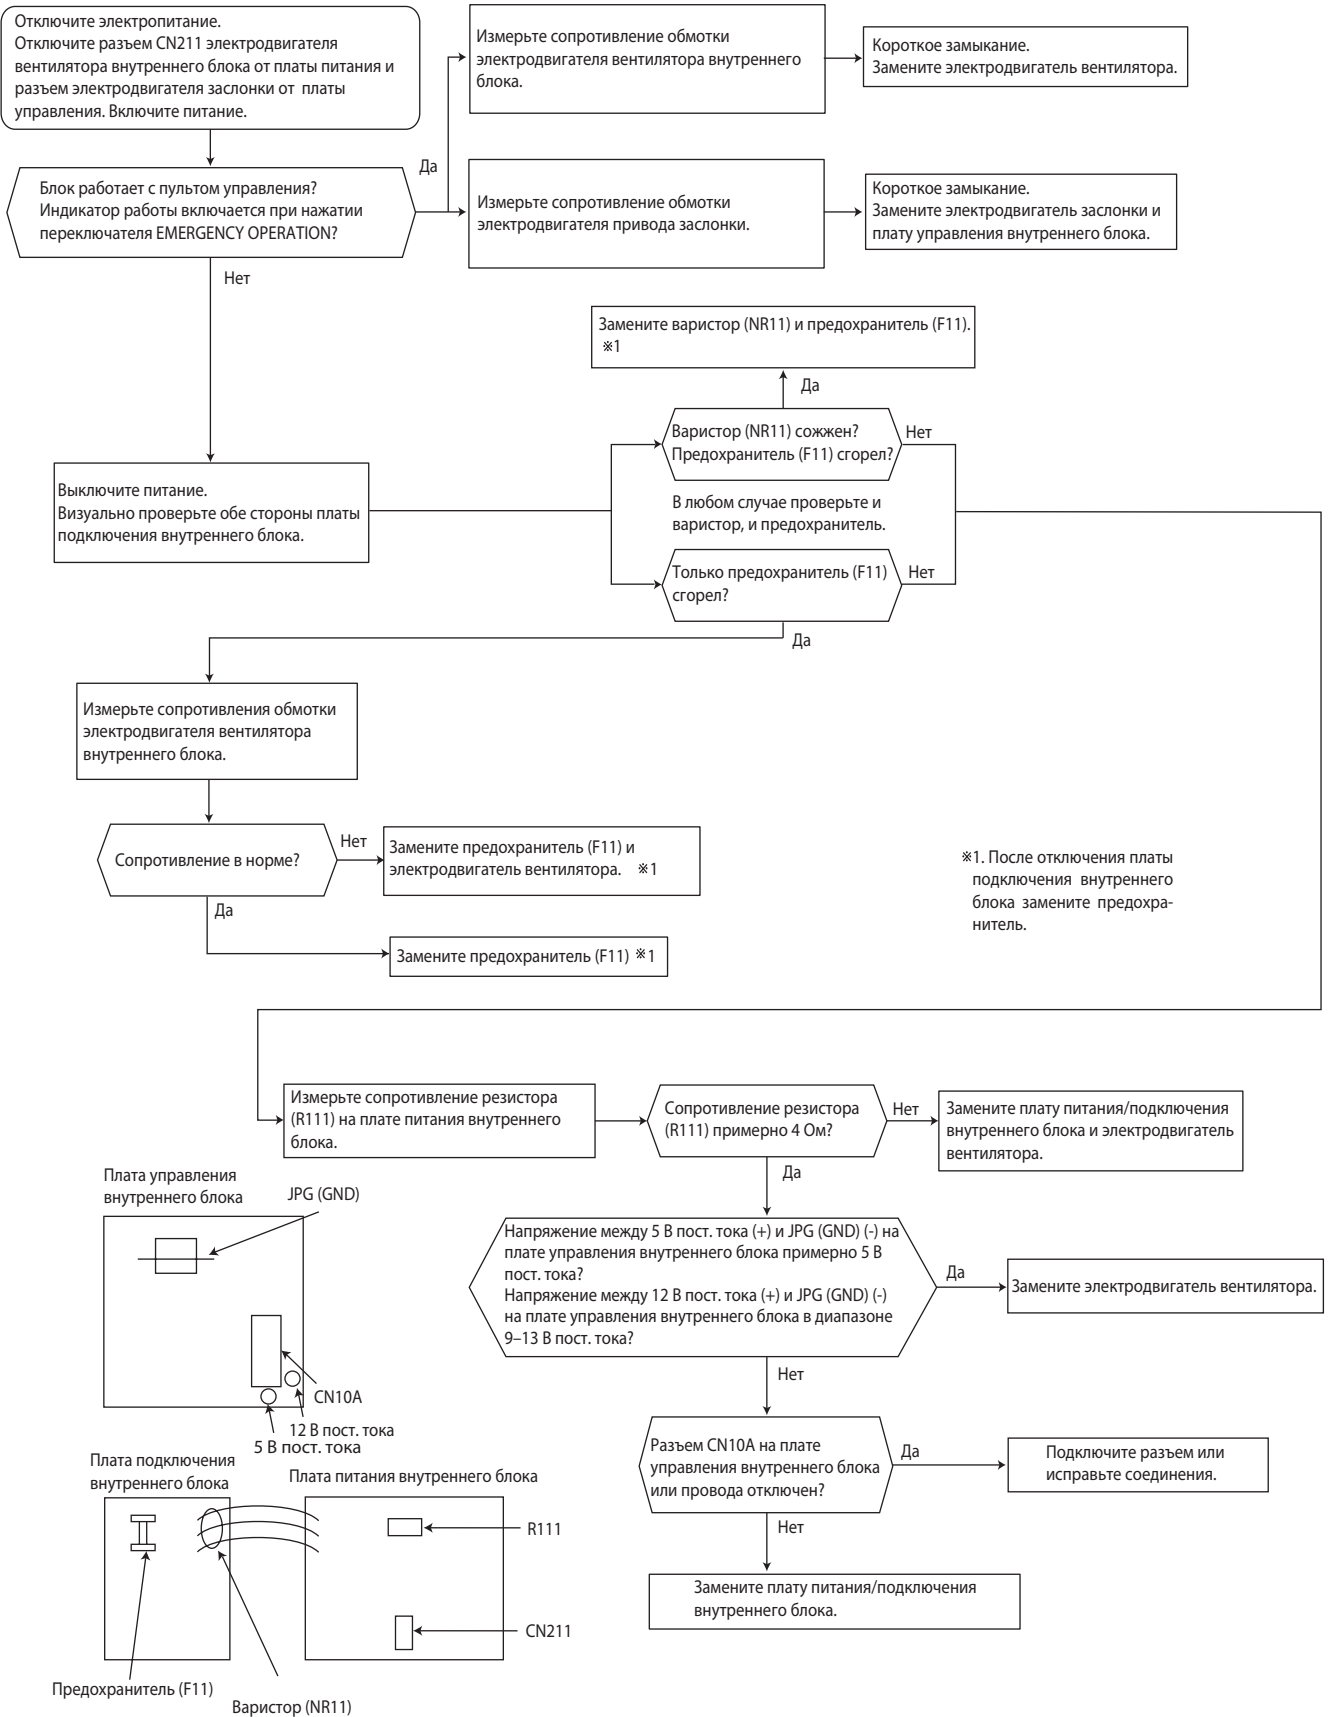 Отключите электропитание.
Отключите разъем CN211 электродвигателя
вентилятора внутреннего блока от платы питания и
разъем электродвигателя заслонки от платы
управления. Включите питание.
Измерьте сопротивление обмотки
электродвигателя вентилятора внутреннего
блока.
Короткое замыкание.
Замените электродвигатель вентилятора.
Да
Блок работает с пультом управления?
Индикатор работы включается при нажатии
переключателя EMERGENCY OPERATION?
Измерьте сопротивление обмотки
электродвигателя привода заслонки.
Короткое замыкание.
Замените электродвигатель заслонки и
плату управления внутреннего блока.
Нет
Замените варистор (NR11) и предохранитель (F11).
※1
Да
Варистор (NR11) сожжен?
Предохранитель (F11) сгорел?
Нет
Выключите питание.
Визуально проверьте обе стороны платы
подключения внутреннего блока.
В любом случае проверьте и
варистор, и предохранитель.
Только предохранитель (F11)
сгорел?
Нет
Да
Измерьте сопротивления обмотки
электродвигателя вентилятора
внутреннего блока.
Сопротивление в норме?
Нет
Замените предохранитель (F11) и
электродвигатель вентилятора. ※1
Да
Замените предохранитель (F11) ※1
※1. После отключения платы
подключения внутреннего
блока замените предохра-
нитель.
Измерьте сопротивление резистора
(R111) на плате питания внутреннего
блока.
Сопротивление резистора
(R111) примерно 4 Ом?
Нет
Замените плату питания/подключения
внутреннего блока и электродвигатель
вентилятора.
Да
Напряжение между 5 В пост. тока (+) и JPG (GND) (-) на
плате управления внутреннего блока примерно 5 В
пост. тока?
Напряжение между 12 В пост. тока (+) и JPG (GND) (-)
на плате управления внутреннего блока в диапазоне
9–13 В пост. тока?
Да
Замените электродвигатель вентилятора.
Нет
Разъем CN10A на плате
управления внутреннего блока
или провода отключен?
Да
Подключите разъем или
исправьте соединения.
Нет
Замените плату питания/подключения
внутреннего блока.
Плата управления
внутреннего блока
JPG (GND)
CN10A
12 В пост. тока
5 В пост. тока
Плата подключения
внутреннего блока
Плата питания внутреннего блока
R111
CN211
Предохранитель (F11)
Варистор (NR11)